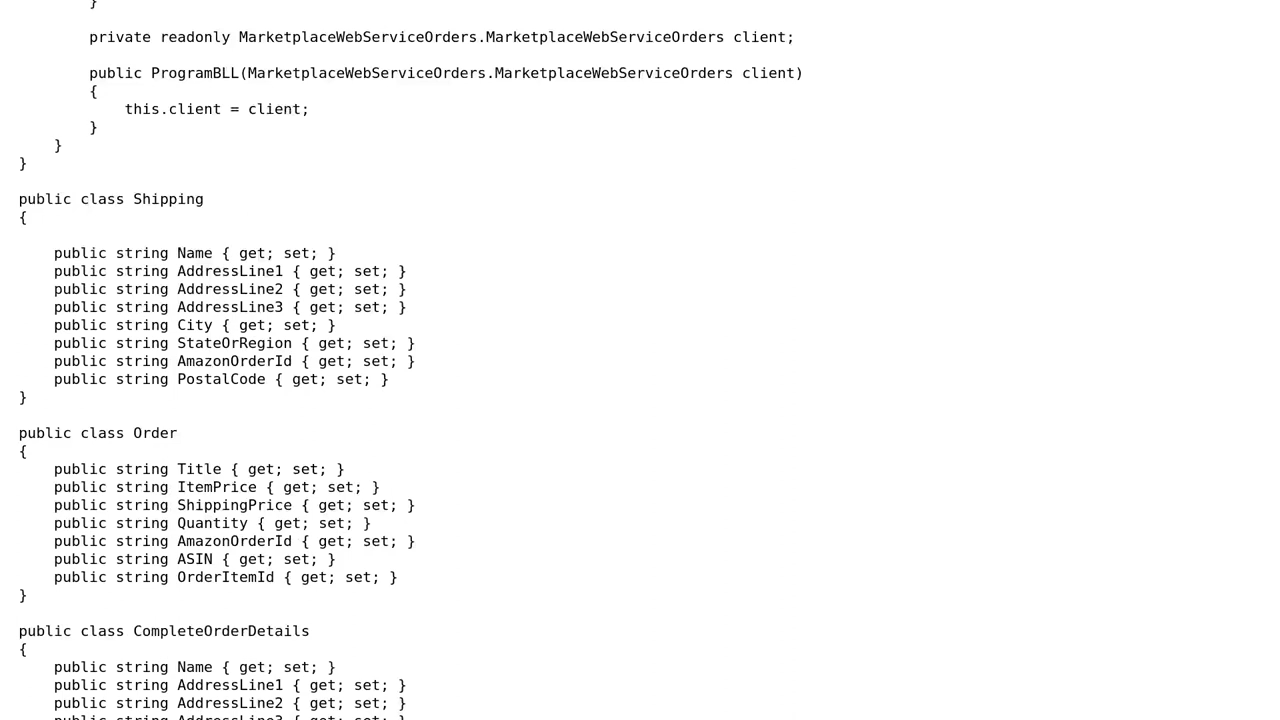 }

        private readonly MarketplaceWebServiceOrders.MarketplaceWebServiceOrders client;

        public ProgramBLL(MarketplaceWebServiceOrders.MarketplaceWebServiceOrders client)
        {
            this.client = client;
        }
    }
}

public class Shipping
{

    public string Name { get; set; }
    public string AddressLine1 { get; set; }
    public string AddressLine2 { get; set; }
    public string AddressLine3 { get; set; }
    public string City { get; set; }
    public string StateOrRegion { get; set; }
    public string AmazonOrderId { get; set; }
    public string PostalCode { get; set; }
}

public class Order
{
    public string Title { get; set; }
    public string ItemPrice { get; set; }
    public string ShippingPrice { get; set; }
    public string Quantity { get; set; }
    public string AmazonOrderId { get; set; }
    public string ASIN { get; set; }
    public string OrderItemId { get; set; }
}

public class CompleteOrderDetails
{
    public string Name { get; set; }
    public string AddressLine1 { get; set; }
    public string AddressLine2 { get; set; }
    public string AddressLine3 { get; set; }